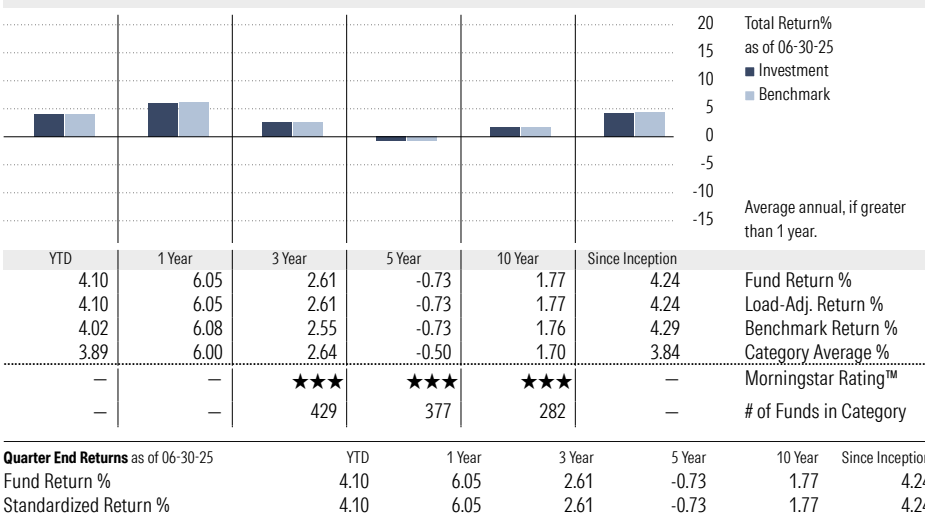 20 Total Return%
15 as of 06-30-25
10 ■ Investment
5 ■ Benchmark
0
-5
-10
-15
Average annual, if greater
than 1 year.
YTD 1 Year 3 Year 5 Year 10 Year Since Inception
4.10 6.05 2.61 -0.73 1.77 4.24 Fund Return %
4.10 6.05 2.61 -0.73 1.77 4.24 Load-Adj. Return %
4.02 6.08 2.55 -0.73 1.76 4.29 Benchmark Return %
3.89 6.00 2.64 -0.50 1.70 3.84 Category Average %
— — ★★★ ★★★ ★★★ — Morningstar Rating™
— — 429 377 282 — # of Funds in Category
Quarter End Returns as of 06-30-25 YTD 1 Year 3 Year 5 Year 10 Year Since Inception
Fund Return % 4.10 6.05 2.61 -0.73 1.77 4.24
Standardized Return % 4.10 6.05 2.61 -0.73 1.77 4.24